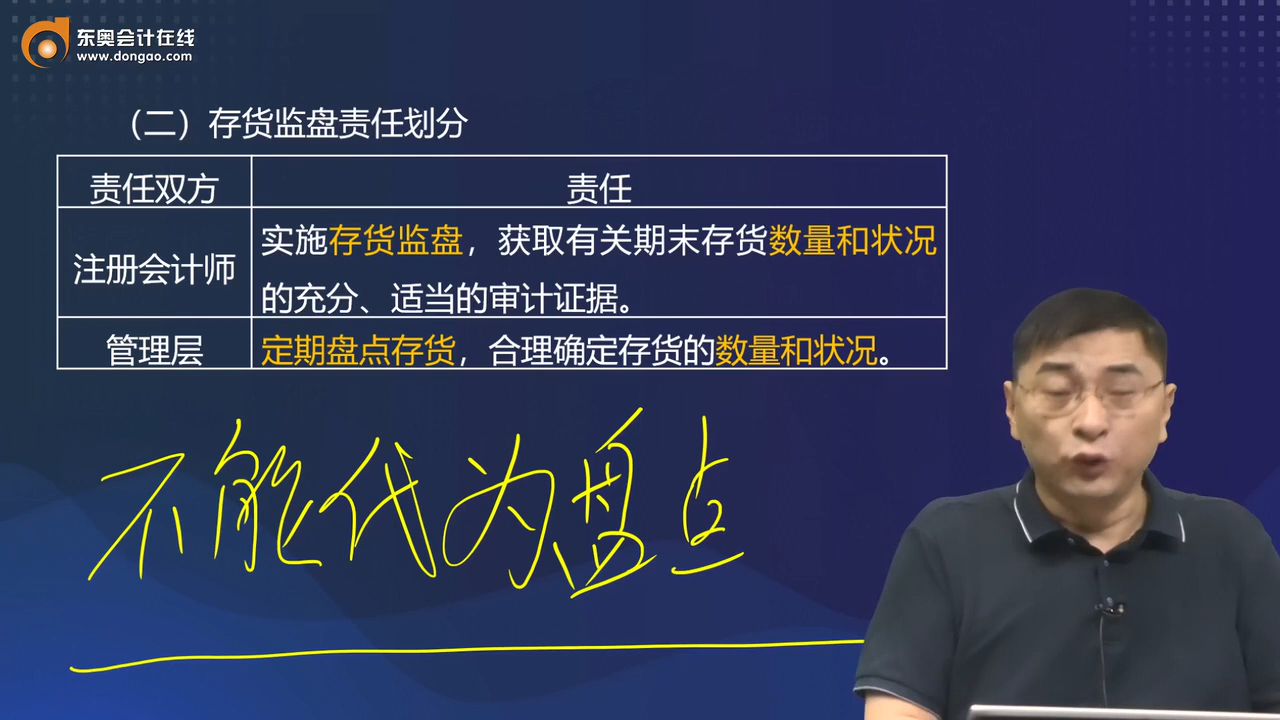 东奥会计在线
www.dongao.com
（二）存货监盘责任划分
责任双方 责任
注册会计师 实施存货监盘，获取有关期末存货数量和状况
的充分、适当的审计证据。
管理层 定期盘点存货，合理确定存货的数量和状况。
不能代为盘点